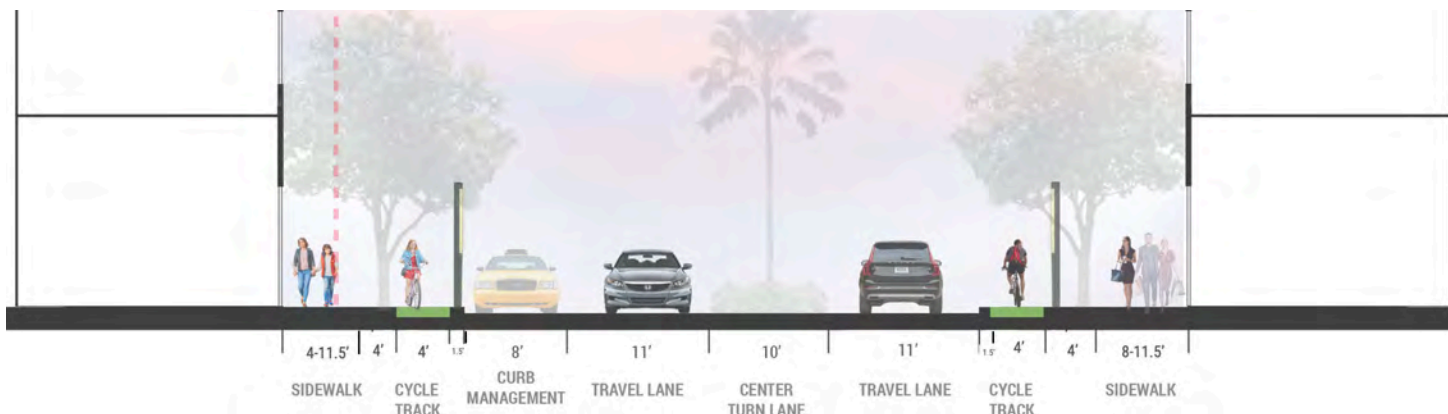 4-11.5' 4' 4' 1.5' 8' 11' 10' 11' 1.5' 4' 4' 8-11.5'
SIDEWALK
CYCLE
TRACK
CURB
MANAGEMENT
TRAVEL LANE
CENTER
TURN LANE
TRAVEL LANE
CYCLE
TRACK
SIDEWALK